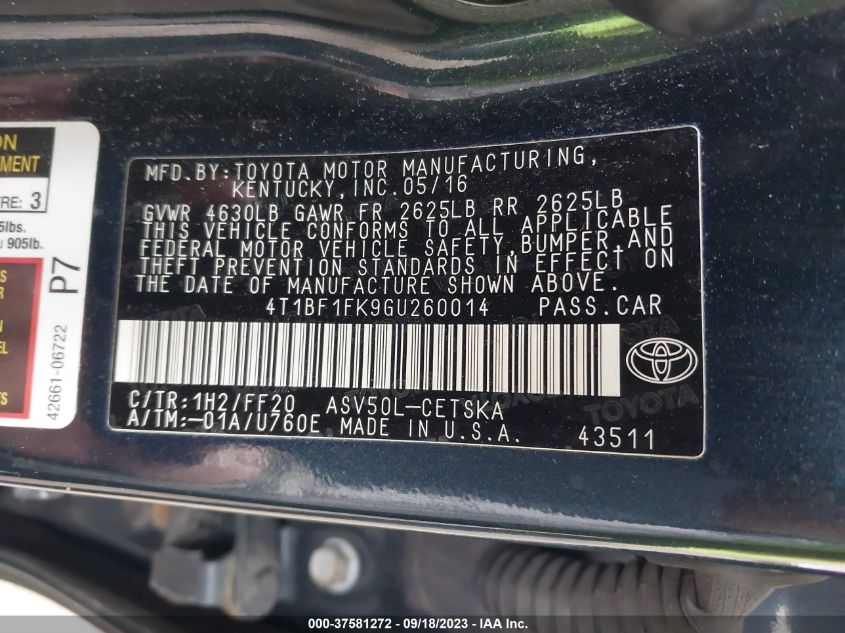 ON
EMENT
RE: 3
5lbs.
905lb.
P7
42661-06722
MFD.BY:TOYOTA MOTOR MANUFACTURING,
KENTUCKY,INC.05/16
GVWR 4630LB GAWR FR 2625LB RR 2625LB
THIS VEHICLE CONFORMS TO ALL APPLICABLE
FEDERAL MOTOR VEHICLE SAFETY,BUMPER,AND
THEFT PREVENTION STANDARDS IN EFFECT ON
THE DATE OF MANUFACTURE SHOWN ABOVE.
4T1BF1FK9GU260014 PASS.CAR
C/TR:1H2/FF20 ASV50L-CETSKA
A/TM:-01A/U760E MADE IN U.S.A. 43511
TOYOTA
000-37581272 - 09/18/2023 - IAA Inc.